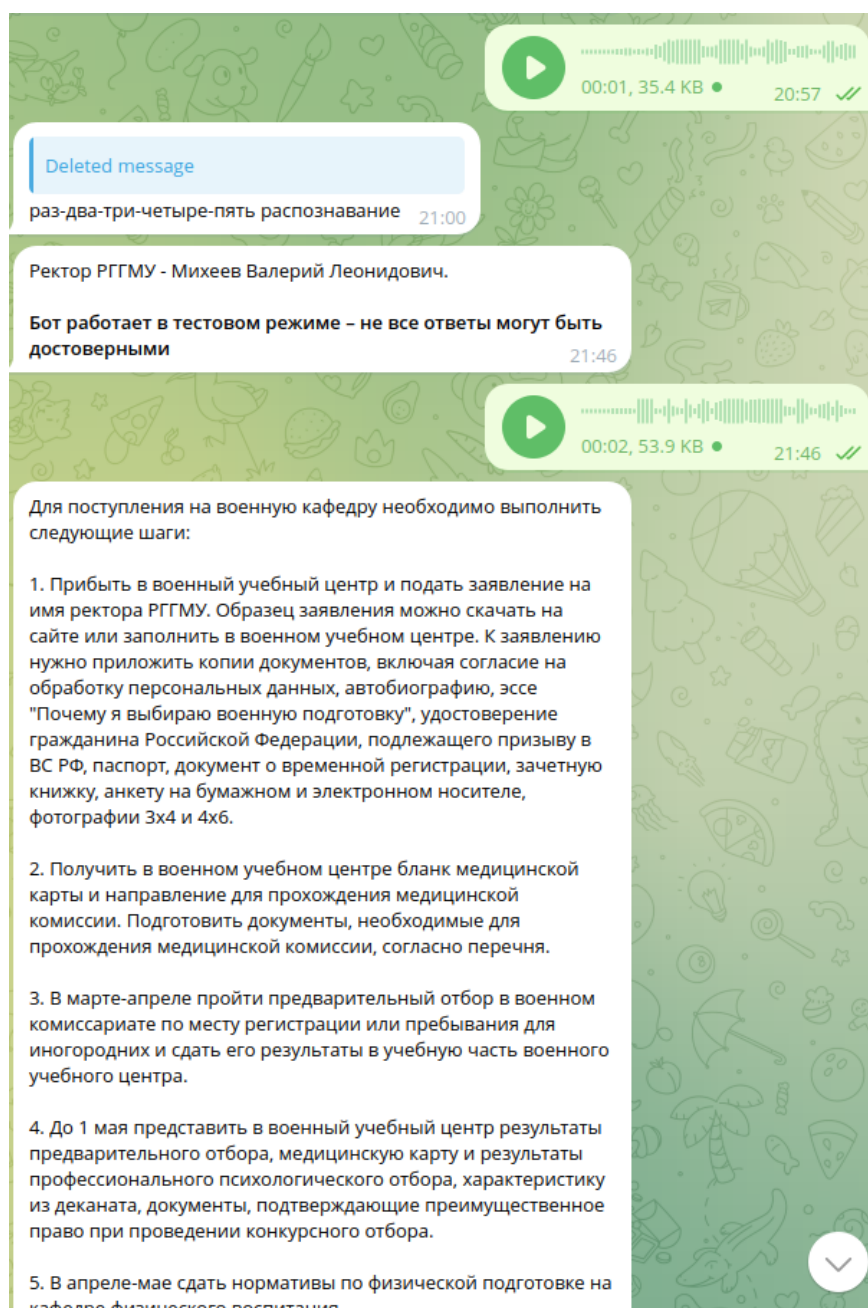 00:01, 35.4 KB
20:57
Deleted message
раз-два-три-четыре-пять распознавание 21:00
Ректор РГГМУ - Михеев Валерий Леонидович.
Бот работает в тестовом режиме – не все ответы могут быть
достоверными
21:46
00:02, 53.9 KB
21:46
Для поступления на военную кафедру необходимо выполнить
следующие шаги:
1. Прибыть в военный учебный центр и подать заявление на
имя ректора РГГМУ. Образец заявления можно скачать на
сайте или заполнить в военном учебном центре. К заявлению
нужно приложить копии документов, включая согласие на
обработку персональных данных, автобиографию, эссе
"Почему я выбираю военную подготовку", удостоверение
гражданина Российской Федерации, подлежащего призыву в
ВС РФ, паспорт, документ о временной регистрации, зачетную
книжку, анкету на бумажном и электронном носителе,
фотографии 3х4 и 4х6.
2. Получить в военном учебном центре бланк медицинской
карты и направление для прохождения медицинской
комиссии. Подготовить документы, необходимые для
прохождения медицинской комиссии, согласно перечня.
3. В марте-апреле пройти предварительный отбор в военном
комиссариате по месту регистрации или пребывания для
иногородних и сдать его результаты в учебную часть военного
учебного центра.
4. До 1 мая представить в военный учебный центр результаты
предварительного отбора, медицинскую карту и результаты
профессионального психологического отбора, характеристику
из деканата, документы, подтверждающие преимущественное
право при проведении конкурсного отбора.
5. В апреле-мае сдать нормативы по физической подготовке на
кафедре физического воспитания